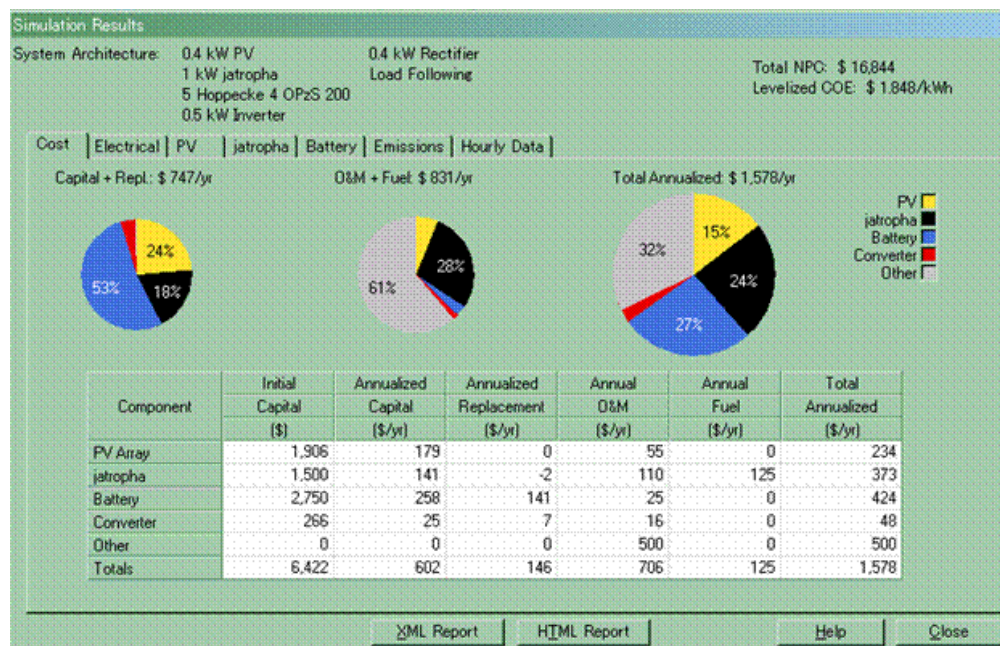 Simulation Results
System Architecture: 0.4 kW PV 0.4 kW Rectifier
1 kW jatropha Load Following
5 Hoppecke 4 OPzS 200
0.5 kW Inverter
Total NPC: $ 16,844
Levelized COE: $ 1.848/kWh
Cost Electrical PV jatropha Battery Emissions Hourly Data
Capital + Repl.: $ 747/yr O&M + Fuel: $ 831/yr Total Annualized: $ 1,578/yr
24%
18%
53%
28%
61%
15%
24%
27%
32%
PV
jatropha
Battery
Converter
Other
Component Initial Capital ($) Annualized Capital ($/yr) Annualized Replacement ($/yr) Annual O&M ($/yr) Annual Fuel ($/yr) Total Annualized ($/yr)
PV Array 1,906 179 0 55 0 234
jatropha 1,500 141 -2 110 125 373
Battery 2,750 258 141 25 0 424
Converter 266 25 7 16 0 48
Other 0 0 0 500 0 500
Totals 6,422 602 146 706 125 1,578
XML Report HTML Report Help Close